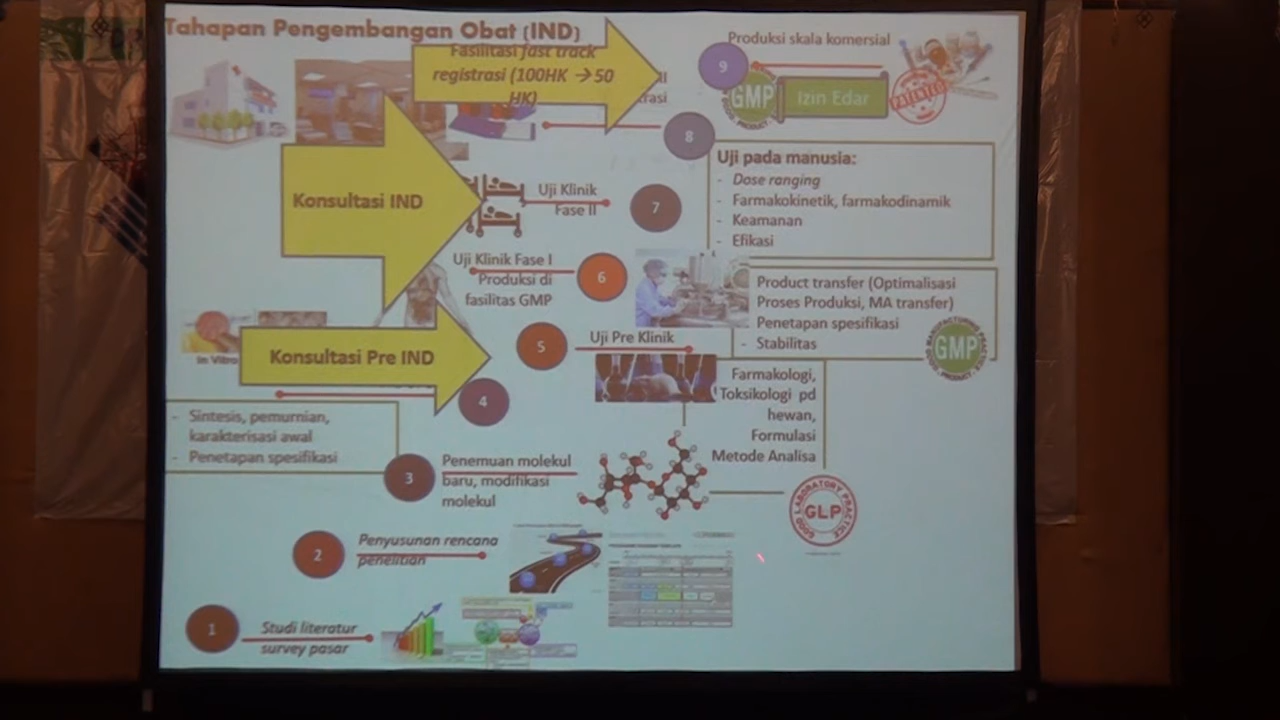 Tahapan Pengembangan Obat (IND)
Fasilitasi fast track
registrasi (100HK → 50
HK)
Produksi skala komersial
9
GMP
Izin Edar
PATENTED
8
Uji pada manusia:
- Dose ranging
- Farmakokinetik, farmakodinamik
- Keamanan
- Efikasi
Konsultasi IND
Uji Klinik
Fase II
7
Uji Klinik Fase I
Produksi di
fasilitas GMP
6
Product transfer (Optimalisasi
Proses Produksi, MA transfer)
Penetapan spesifikasi
- Stabilitas
GMP
In Vitro
Konsultasi Pre IND
5
Uji Pre Klinik
Farmakologi,
Toksikologi pd
hewan,
Formulasi
Metode Analisa
4
- Sintesis, pemurnian,
karakterisasi awal
- Penetapan spesifikasi
3
Penemuan molekul
baru, modifikasi
molekul
GOOD LABORATORY PRACTICE
GLP
2
Penyusunan rencana
penelitian
1
Studi literatur
survey pasar